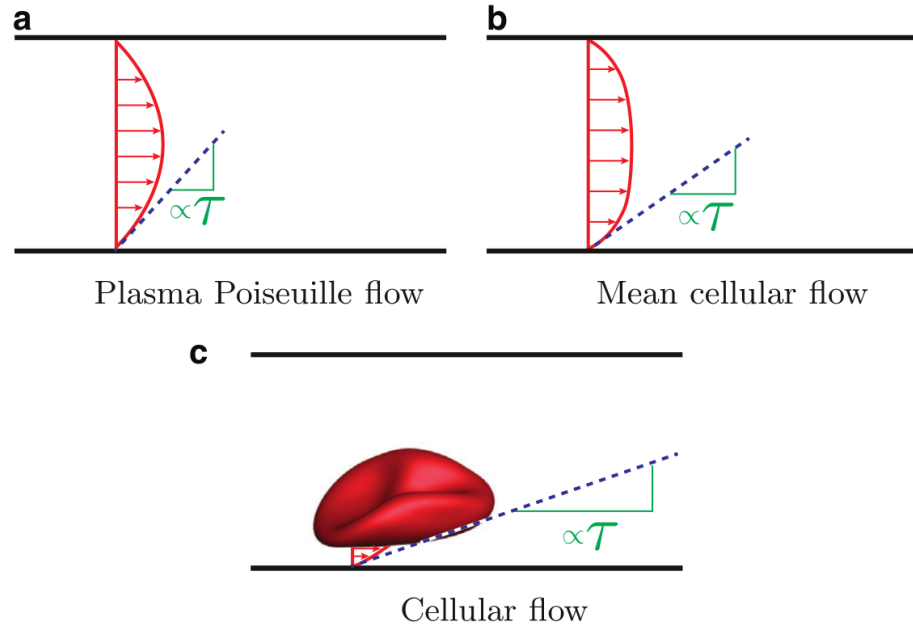 a
b
∝τ
∝τ
Plasma Poiseuille flow
Mean cellular flow
c
∝τ
Cellular flow